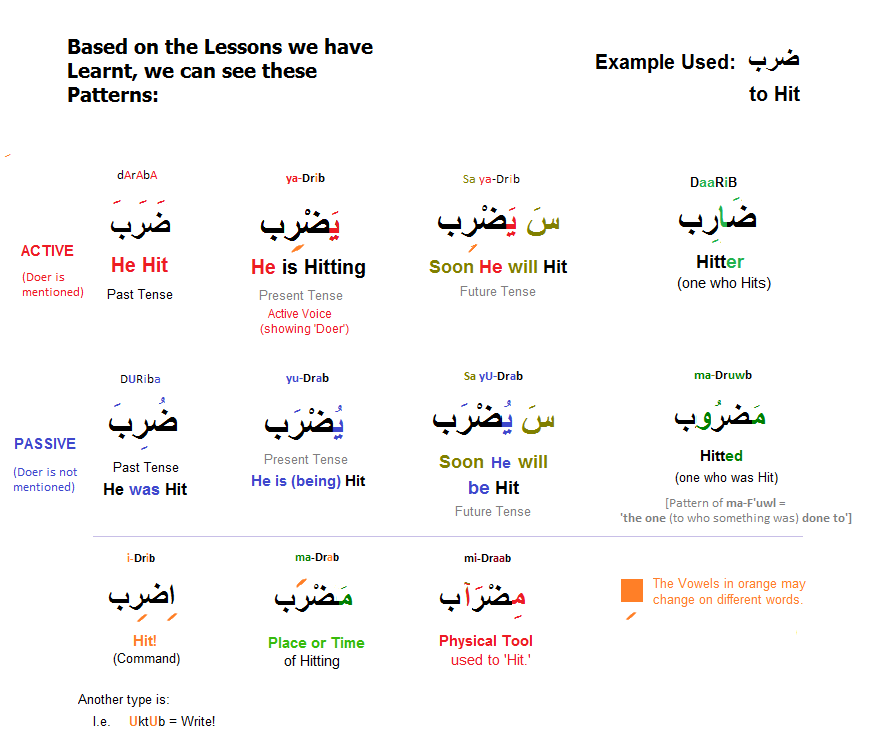 Based on the Lessons we have
Learnt, we can see these
Patterns:
Example Used: ضرب
to Hit
dArAbA
ya-Drib
Sa ya-Drib
DaaRiB
ضَرَبَ
يَضْرِب
سَ يَضْرِب
ضَارِب
ACTIVE
(Doer is
mentioned)
He Hit
Past Tense
He is Hitting
Present Tense
Active Voice
(showing 'Doer')
Soon He will Hit
Future Tense
Hitter
(one who Hits)
DURiba
yu-Drab
Sa yU-Drab
ma-Druwb
ضُرِبَ
يُضْرَب
سَ يُضْرَب
مَضرُوب
PASSIVE
(Doer is not
mentioned)
Past Tense
He was Hit
Present Tense
He is (being) Hit
Soon He will
be Hit
Future Tense
Hitted
(one who was Hit)
[Pattern of ma-F'uwl =
'the one (to who something was) done to']
i-Drib
ma-Drab
mi-Draab
اِضرِب
مَضْرَب
مِضْرَآب
Hit!
(Command)
Place or Time
of Hitting
Physical Tool
used to 'Hit.'
The Vowels in orange may
change on different words.
Another type is:
I.e. UktUb = Write!